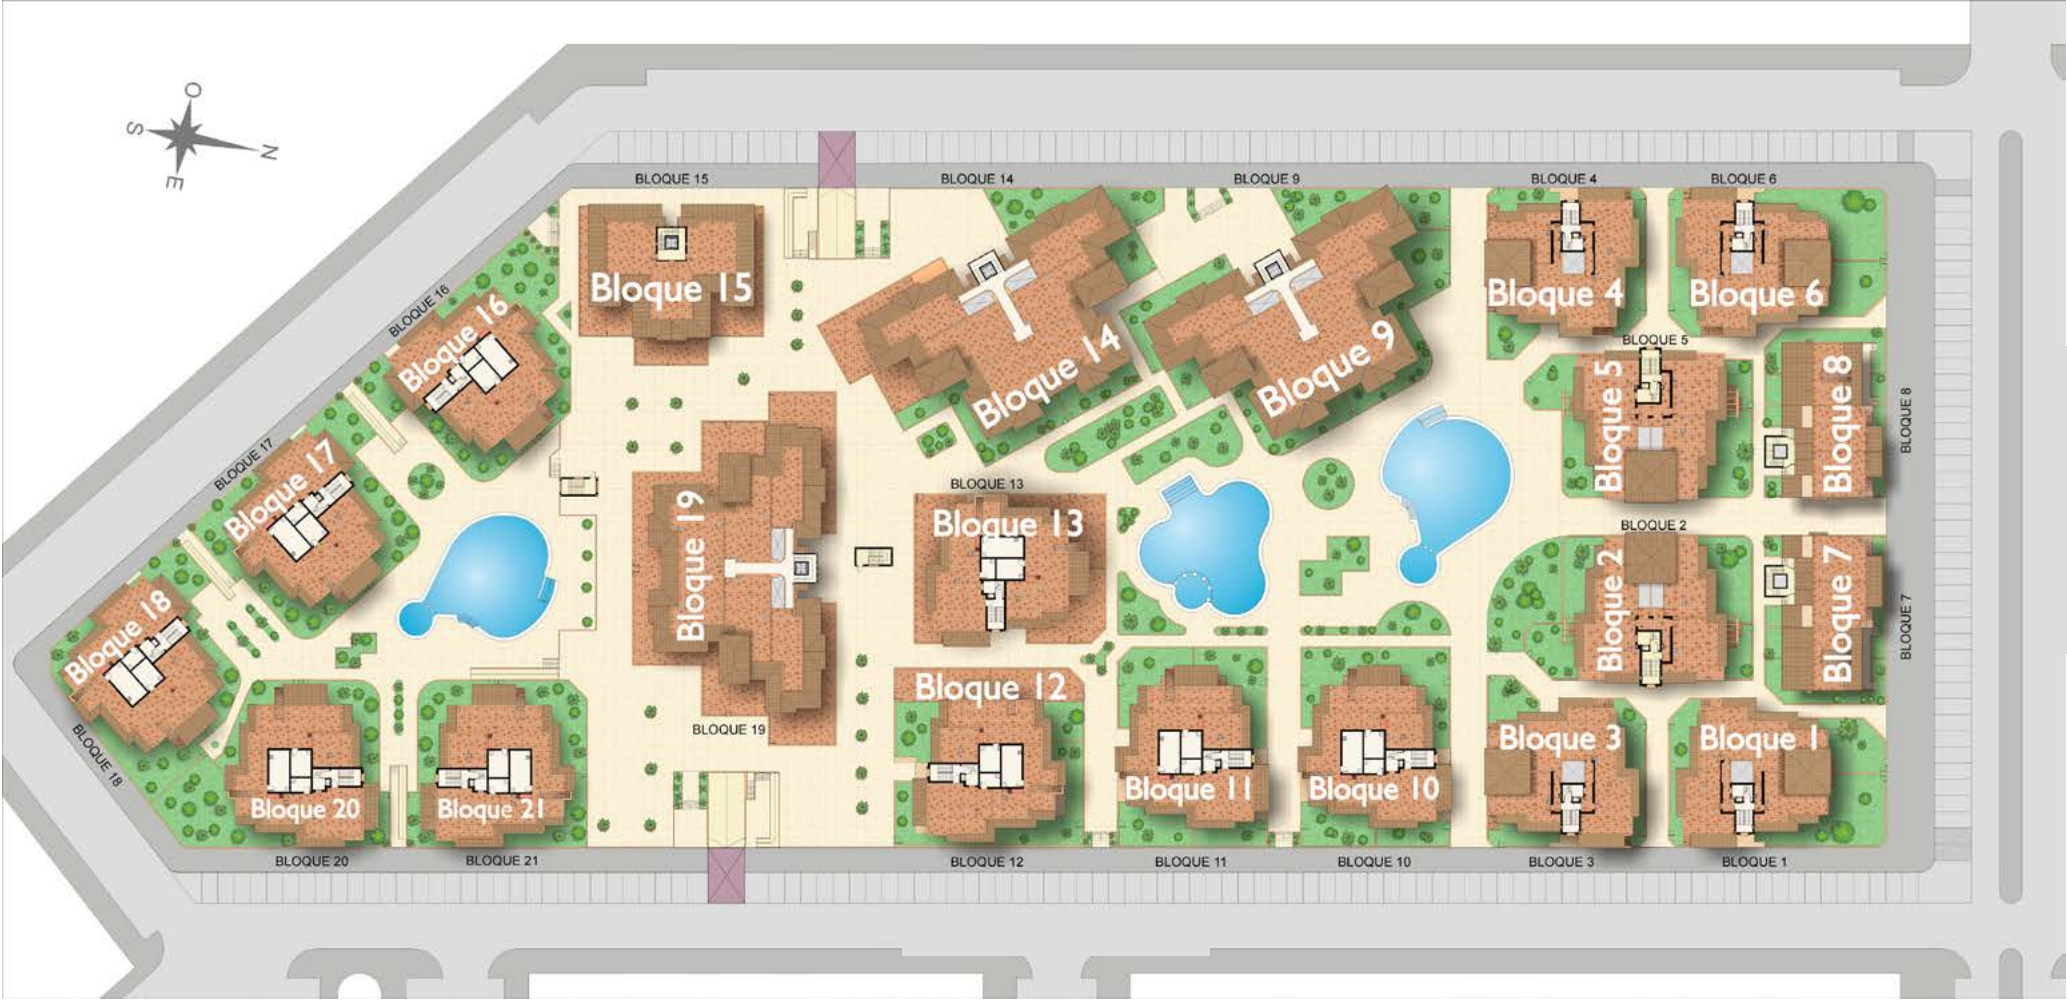 O
S
N
E
BLOQUE 15
BLOQUE 14
BLOQUE 9
BLOQUE 4
BLOQUE 6
Bloque 15
Bloque 14
Bloque 9
Bloque 4
Bloque 6
BLOQUE 16
Bloque 16
BLOQUE 5
Bloque 5
Bloque 8
BLOQUE 8
BLOQUE 17
Bloque 17
Bloque 19
BLOQUE 13
Bloque 13
BLOQUE 2
Bloque 2
Bloque 7
BLOQUE 7
Bloque 18
BLOQUE 18
Bloque 12
BLOQUE 19
Bloque 3
Bloque 1
Bloque 20
Bloque 21
Bloque 11
Bloque 10
BLOQUE 20
BLOQUE 21
BLOQUE 12
BLOQUE 11
BLOQUE 10
BLOQUE 3
BLOQUE 1